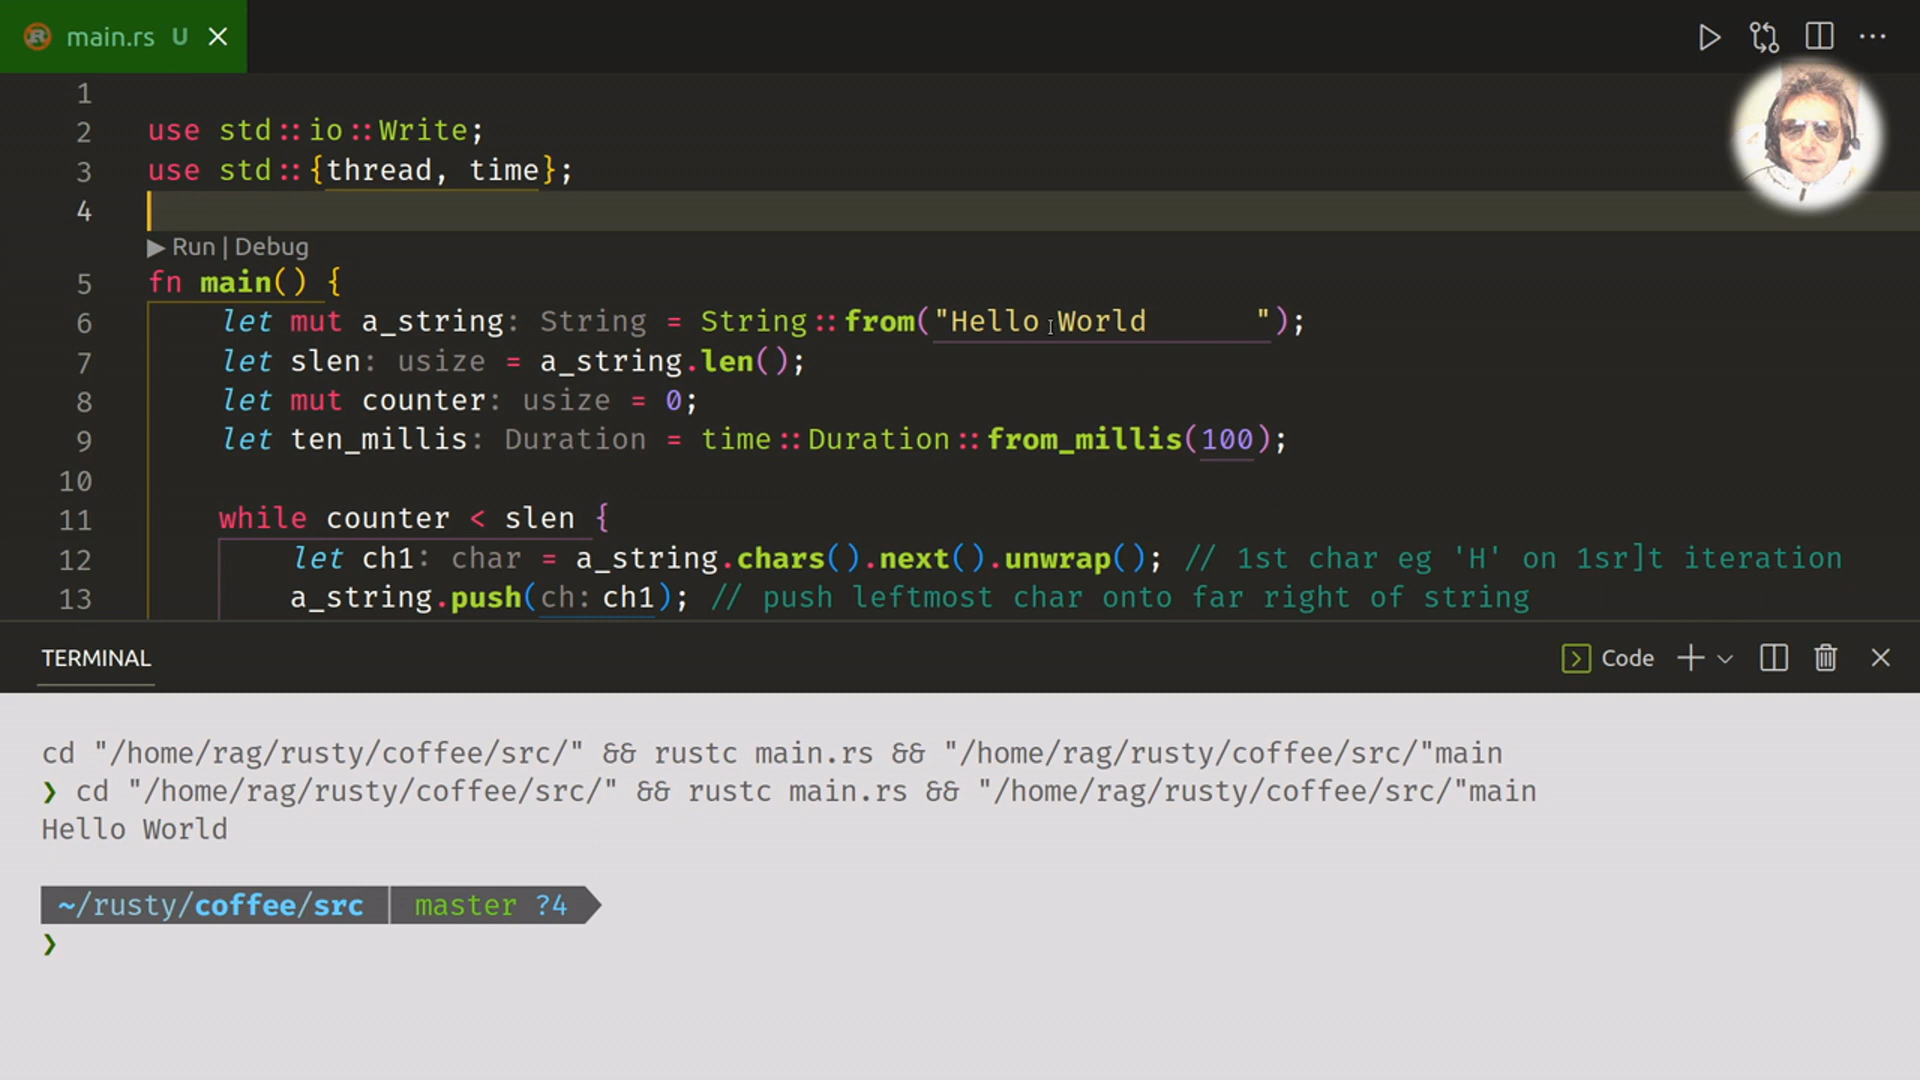 main.rs U
1
2 use std::io::Write;
3 use std::{thread, time};
4
Run | Debug
5 fn main() {
6 let mut a_string: String = String::from("Hello World      ");
7 let slen: usize = a_string.len();
8 let mut counter: usize = 0;
9 let ten_millis: Duration = time::Duration::from_millis(100);
10
11 while counter < slen {
12 let ch1: char = a_string.chars().next().unwrap(); // 1st char eg 'H' on 1sr]t iteration
13 a_string.push(ch: ch1); // push leftmost char onto far right of string
TERMINAL
Code
cd "/home/rag/rusty/coffee/src/" && rustc main.rs && "/home/rag/rusty/coffee/src/"main
❯ cd "/home/rag/rusty/coffee/src/" && rustc main.rs && "/home/rag/rusty/coffee/src/"main
Hello World
~/rusty/coffee/src master ?4
❯